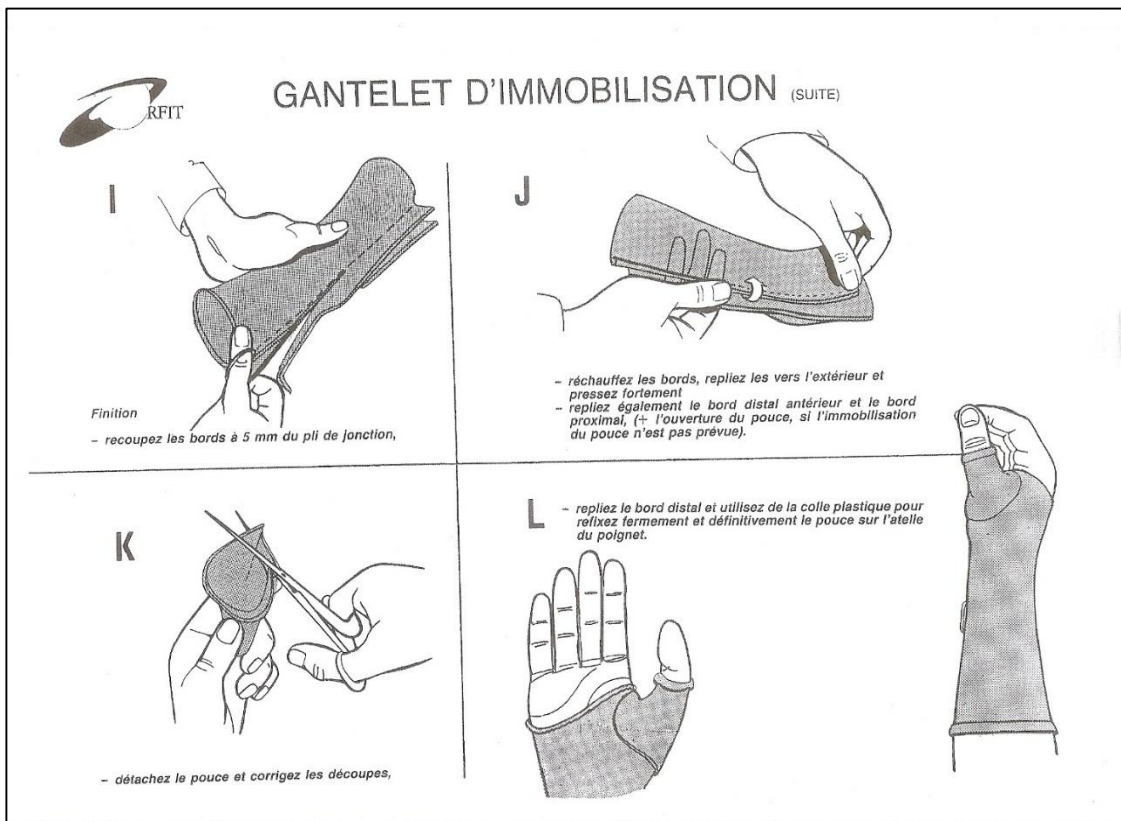 RFIT
GANTELET D'IMMOBILISATION (SUITE)
I
Finition
– recoupez les bords à 5 mm du pli de jonction,
J
– réchauffez les bords, repliez les vers l'extérieur et
pressez fortement
– repliez également le bord distal antérieur et le bord
proximal, (+ l'ouverture du pouce, si l'immobilisation
du pouce n'est pas prévue).
K
– détachez le pouce et corrigez les découpes,
L
– repliez le bord distal et utilisez de la colle plastique pour
refixez fermement et définitivement le pouce sur l'atelle
du poignet.